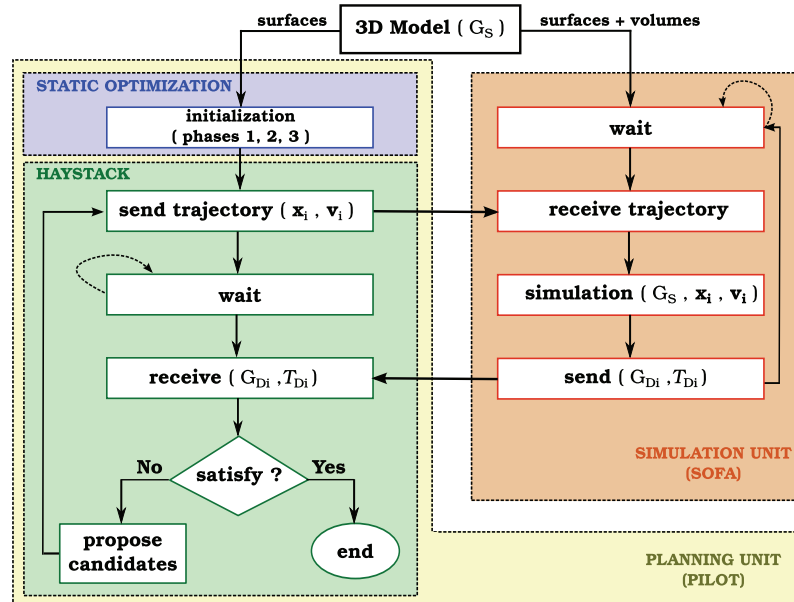 surfaces
3D Model ( G_S )
surfaces + volumes
STATIC OPTIMIZATION
initialization
( phases 1, 2, 3 )
HAYSTACK
send trajectory ( x_i , v_i )
wait
receive ( G_Di ,T_Di )
satisfy ?
No
Yes
propose
candidates
end
wait
receive trajectory
simulation ( G_S , x_i , v_i )
send ( G_Di ,T_Di )
SIMULATION UNIT
(SOFA)
PLANNING UNIT
(PILOT)